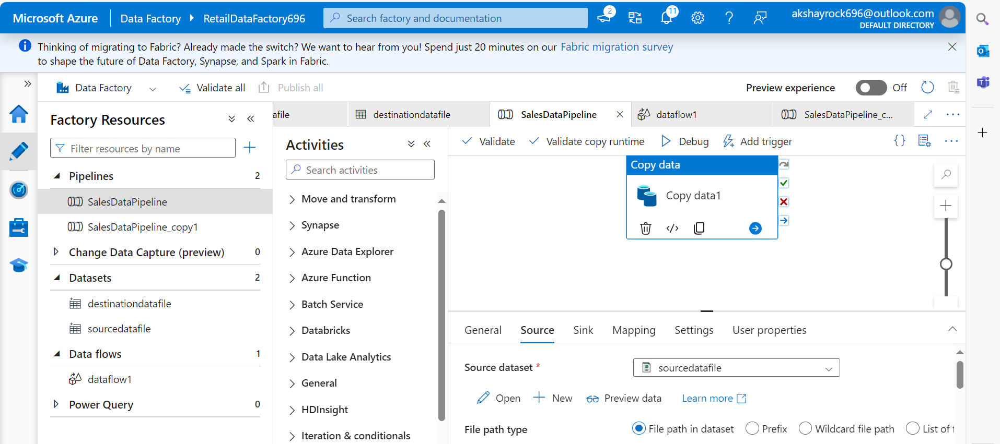 Microsoft Azure
Data Factory
RetailDataFactory696
Search factory and documentation
2
11
akshayrock696@outlook.com
DEFAULT DIRECTORY
Thinking of migrating to Fabric? Already made the switch? We want to hear from you! Spend just 20 minutes on our Fabric migration survey
to shape the future of Data Factory, Synapse, and Spark in Fabric.
Data Factory
Validate all
Publish all
Preview experience
Off
Factory Resources
Filter resources by name
Pipelines 2
SalesDataPipeline
SalesDataPipeline_copy1
Change Data Capture (preview) 0
Datasets 2
destinationdatafile
sourcedatafile
Data flows 1
dataflow1
Power Query 0
afile
destinationdatafile
SalesDataPipeline
dataflow1
SalesDataPipeline_c...
Activities
Search activities
Move and transform
Synapse
Azure Data Explorer
Azure Function
Batch Service
Databricks
Data Lake Analytics
General
HDInsight
Iteration & conditionals
Validate
Validate copy runtime
Debug
Add trigger
Copy data
Copy data1
General
Source
Sink
Mapping
Settings
User properties
Source dataset *
sourcedatafile
Open
New
Preview data
Learn more
File path type
File path in dataset
Prefix
Wildcard file path
List of